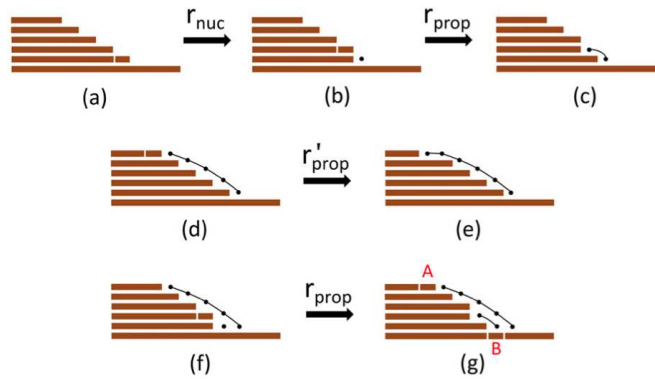 r_nuc r_prop
(a) (b) (c)
r'_prop
(d) (e)
r_prop A
B
(f) (g)